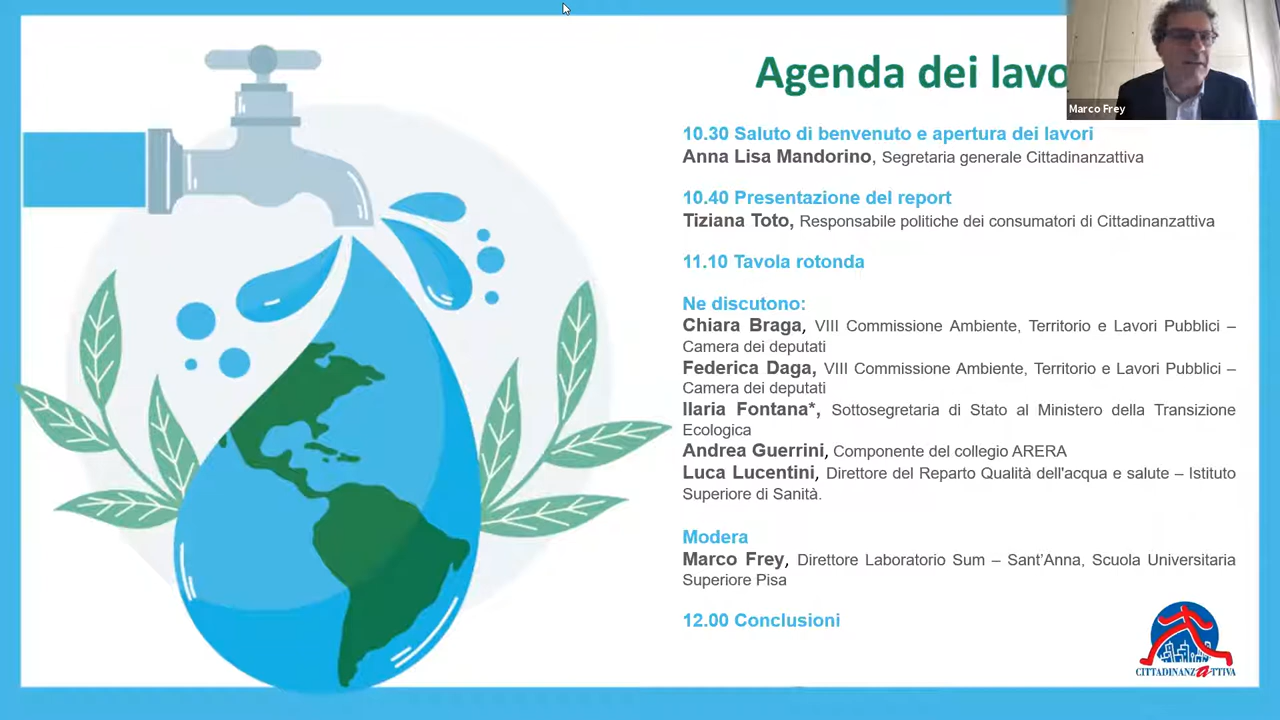 Agenda dei lavo
Marco Frey
10.30 Saluto di benvenuto e apertura dei lavori
Anna Lisa Mandorino, Segretaria generale Cittadinanzattiva
10.40 Presentazione del report
Tiziana Toto, Responsabile politiche dei consumatori di Cittadinanzattiva
11.10 Tavola rotonda
Ne discutono:
Chiara Braga, VIII Commissione Ambiente, Territorio e Lavori Pubblici –
Camera dei deputati
Federica Daga, VIII Commissione Ambiente, Territorio e Lavori Pubblici –
Camera dei deputati
Ilaria Fontana*, Sottosegretaria di Stato al Ministero della Transizione
Ecologica
Andrea Guerrini, Componente del collegio ARERA
Luca Lucentini, Direttore del Reparto Qualità dell'acqua e salute – Istituto
Superiore di Sanità.
Modera
Marco Frey, Direttore Laboratorio Sum – Sant’Anna, Scuola Universitaria
Superiore Pisa
12.00 Conclusioni
CITTADINANZATTIVA